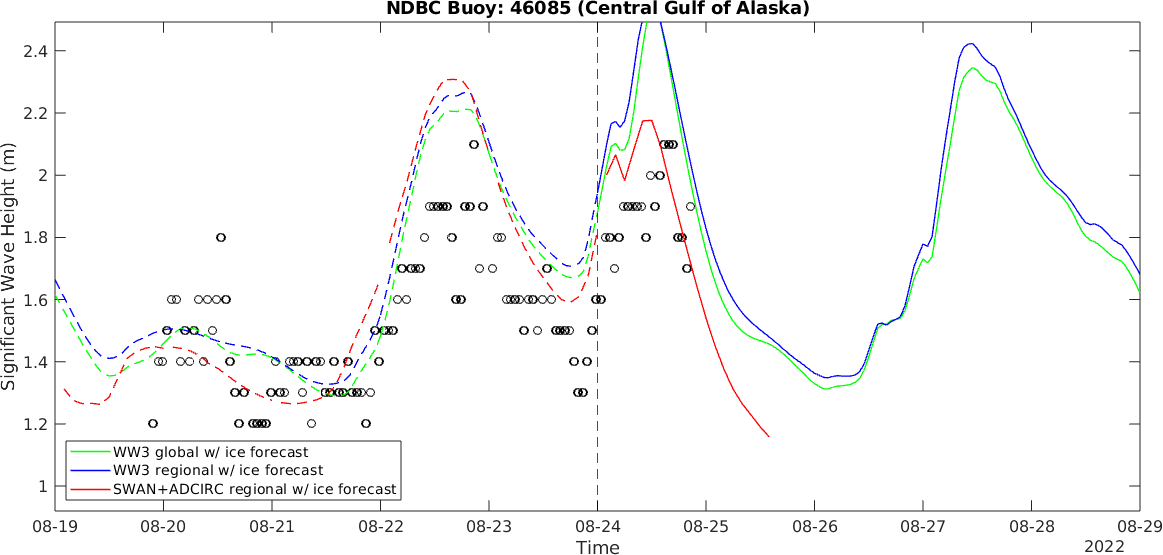 NDBC Buoy: 46085 (Central Gulf of Alaska)
Significant Wave Height (m)
2.4
2.2
2
1.8
1.6
1.4
1.2
1
WW3 global w/ ice forecast
WW3 regional w/ ice forecast
SWAN+ADCIRC regional w/ ice forecast
08-19 08-20 08-21 08-22 08-23 08-24 08-25 08-26 08-27 08-28 08-29
Time
2022